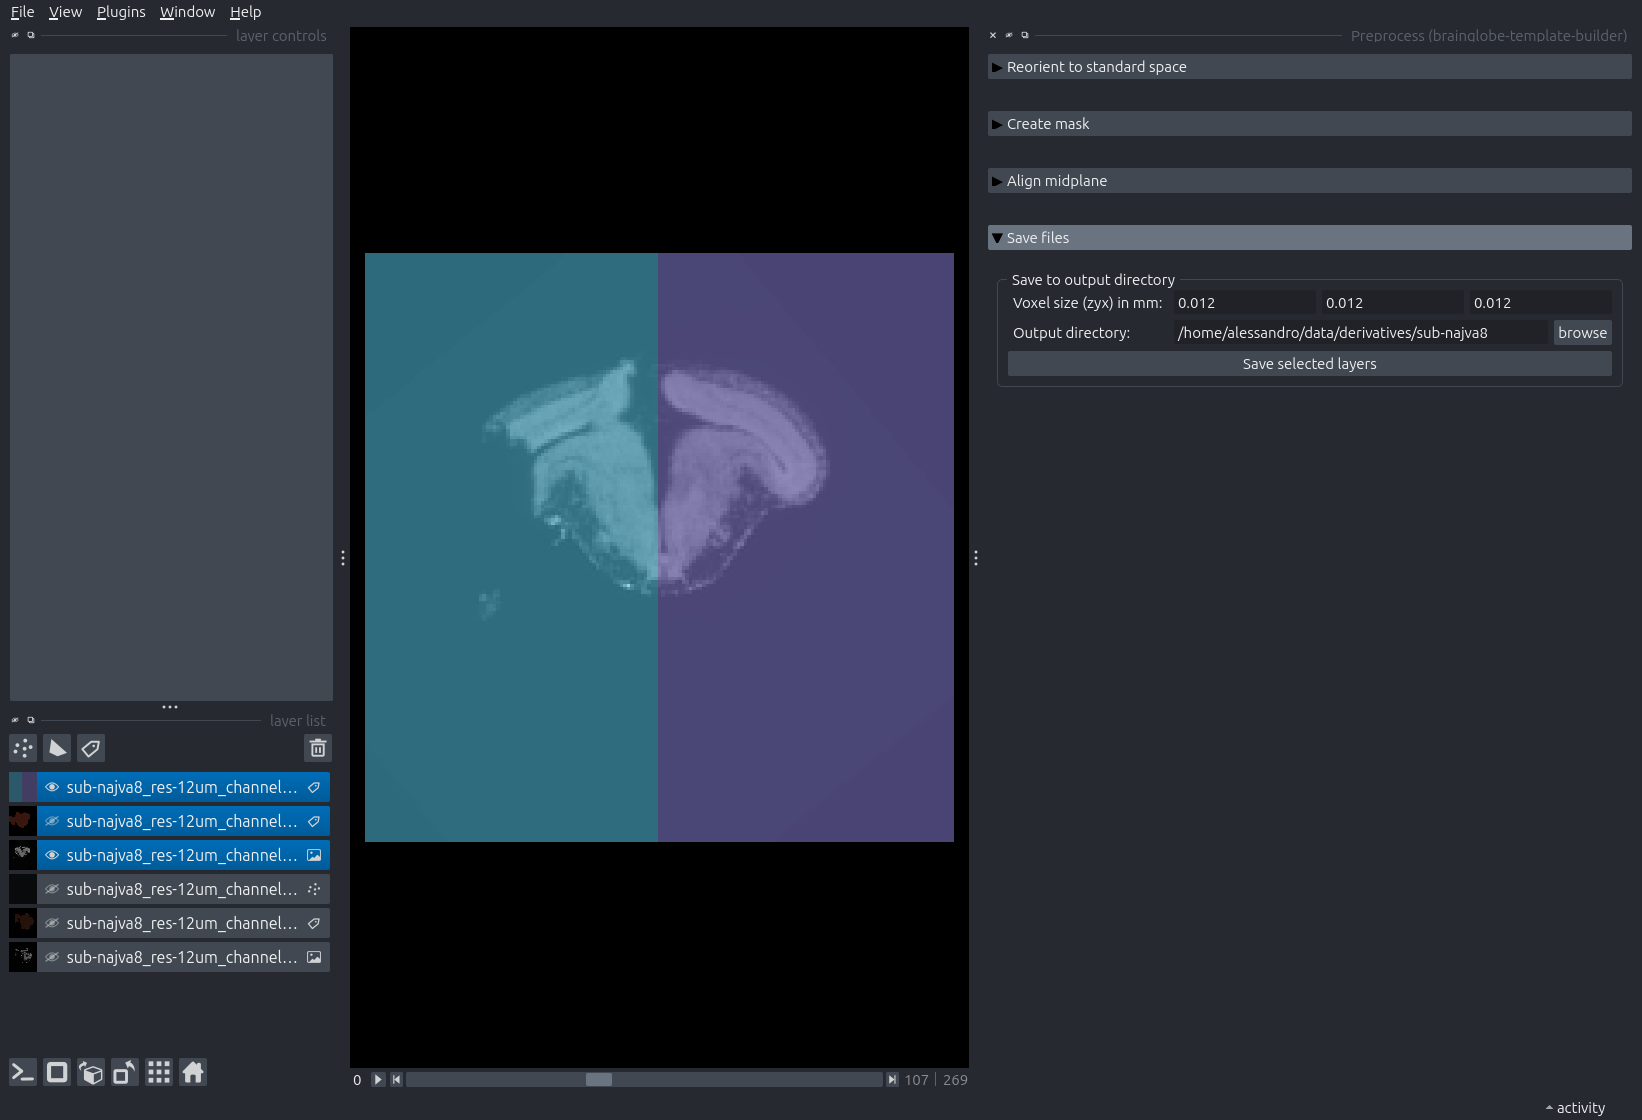 File View Plugins Window Help
layer controls
Preprocess (brainglobe-template-builder)
Reorient to standard space
Create mask
Align midplane
Save files
Save to output directory
Voxel size (zyx) in mm: 0.012 0.012 0.012
Output directory: /home/alessandro/data/derivatives/sub-najva8 browse
Save selected layers
layer list
sub-najva8_res-12um_channel...
sub-najva8_res-12um_channel...
sub-najva8_res-12um_channel...
sub-najva8_res-12um_channel...
sub-najva8_res-12um_channel...
sub-najva8_res-12um_channel...
0 107 | 269
activity